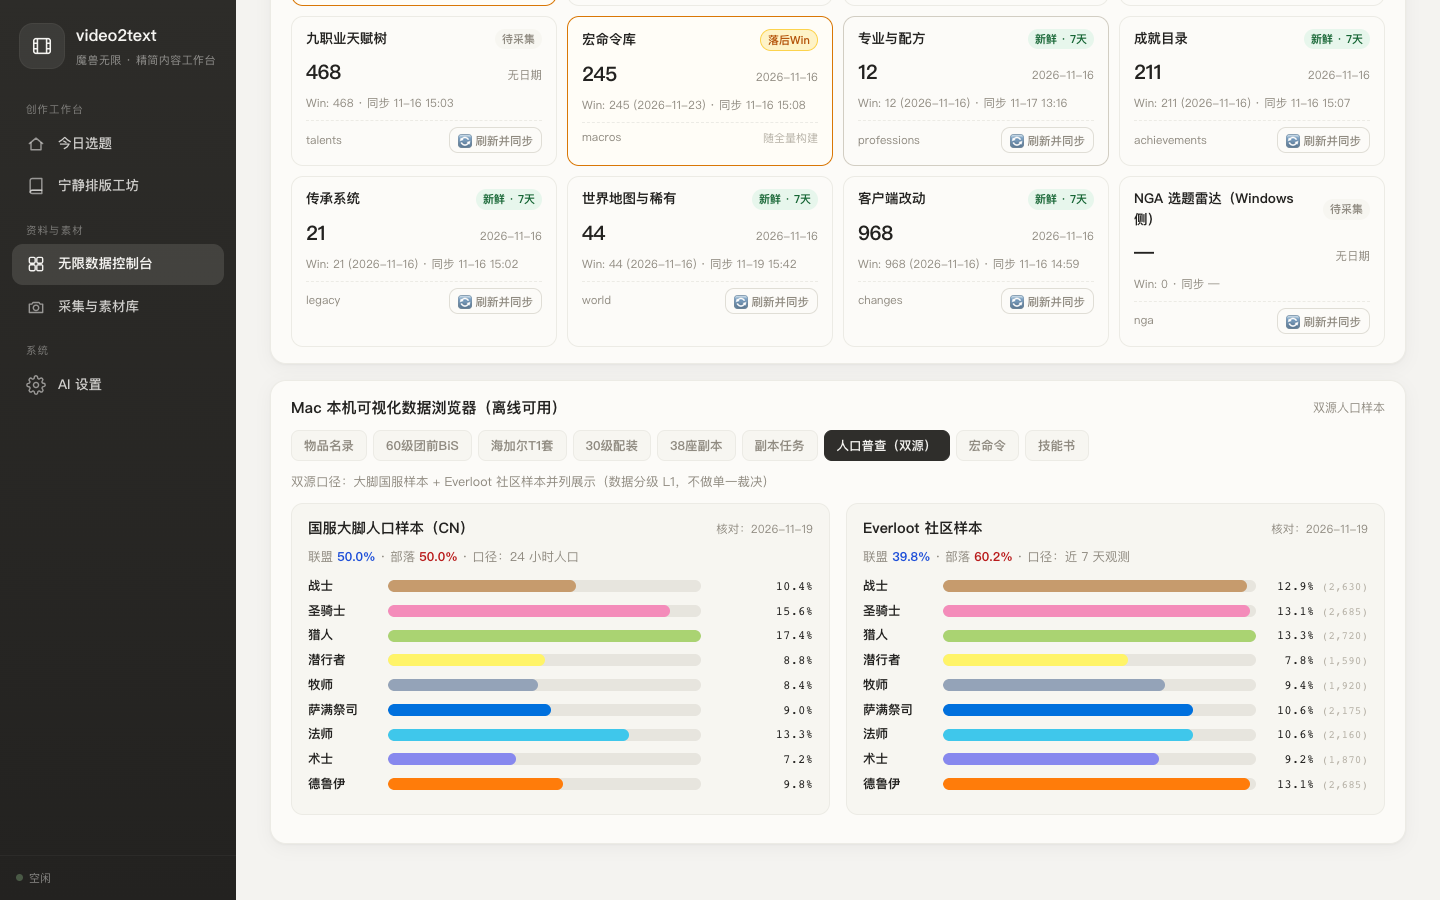 video2text
魔兽无限 · 精简内容工作台
创作工作台
今日选题
宁静排版工坊
资料与素材
无限数据控制台
采集与素材库
系统
AI 设置
空闲
九职业天赋树 待采集
468 无日期
Win: 468 · 同步 11-16 15:03
talents 刷新并同步
宏命令库 落后Win
245 2026-11-16
Win: 245 (2026-11-23) · 同步 11-16 15:08
macros 随全量构建
专业与配方 新鲜 · 7天
12 2026-11-16
Win: 12 (2026-11-16) · 同步 11-17 13:16
professions 刷新并同步
成就目录 新鲜 · 7天
211 2026-11-16
Win: 211 (2026-11-16) · 同步 11-16 15:07
achievements 刷新并同步
传承系统 新鲜 · 7天
21 2026-11-16
Win: 21 (2026-11-16) · 同步 11-16 15:02
legacy 刷新并同步
世界地图与稀有 新鲜 · 7天
44 2026-11-16
Win: 44 (2026-11-16) · 同步 11-19 15:42
world 刷新并同步
客户端改动 新鲜 · 7天
968 2026-11-16
Win: 968 (2026-11-16) · 同步 11-16 14:59
changes 刷新并同步
NGA 选题雷达（Windows
侧） 待采集
— 无日期
Win: 0 · 同步 —
nga 刷新并同步
Mac 本机可视化数据浏览器（离线可用） 双源人口样本
物品名录 60级团前BiS 海加尔T1套 30级配装 38座副本 副本任务 人口普查（双源） 宏命令 技能书
双源口径：大脚国服样本 + Everloot 社区样本并列展示（数据分级 L1，不做单一裁决）
国服大脚人口样本（CN） 核对：2026-11-19
联盟 50.0% · 部落 50.0% · 口径：24 小时人口
战士 10.4%
圣骑士 15.6%
猎人 17.4%
潜行者 8.8%
牧师 8.4%
萨满祭司 9.0%
法师 13.3%
术士 7.2%
德鲁伊 9.8%
Everloot 社区样本 核对：2026-11-19
联盟 39.8% · 部落 60.2% · 口径：近 7 天观测
战士 12.9% (2,630)
圣骑士 13.1% (2,685)
猎人 13.3% (2,720)
潜行者 7.8% (1,590)
牧师 9.4% (1,920)
萨满祭司 10.6% (2,175)
法师 10.6% (2,160)
术士 9.2% (1,870)
德鲁伊 13.1% (2,685)